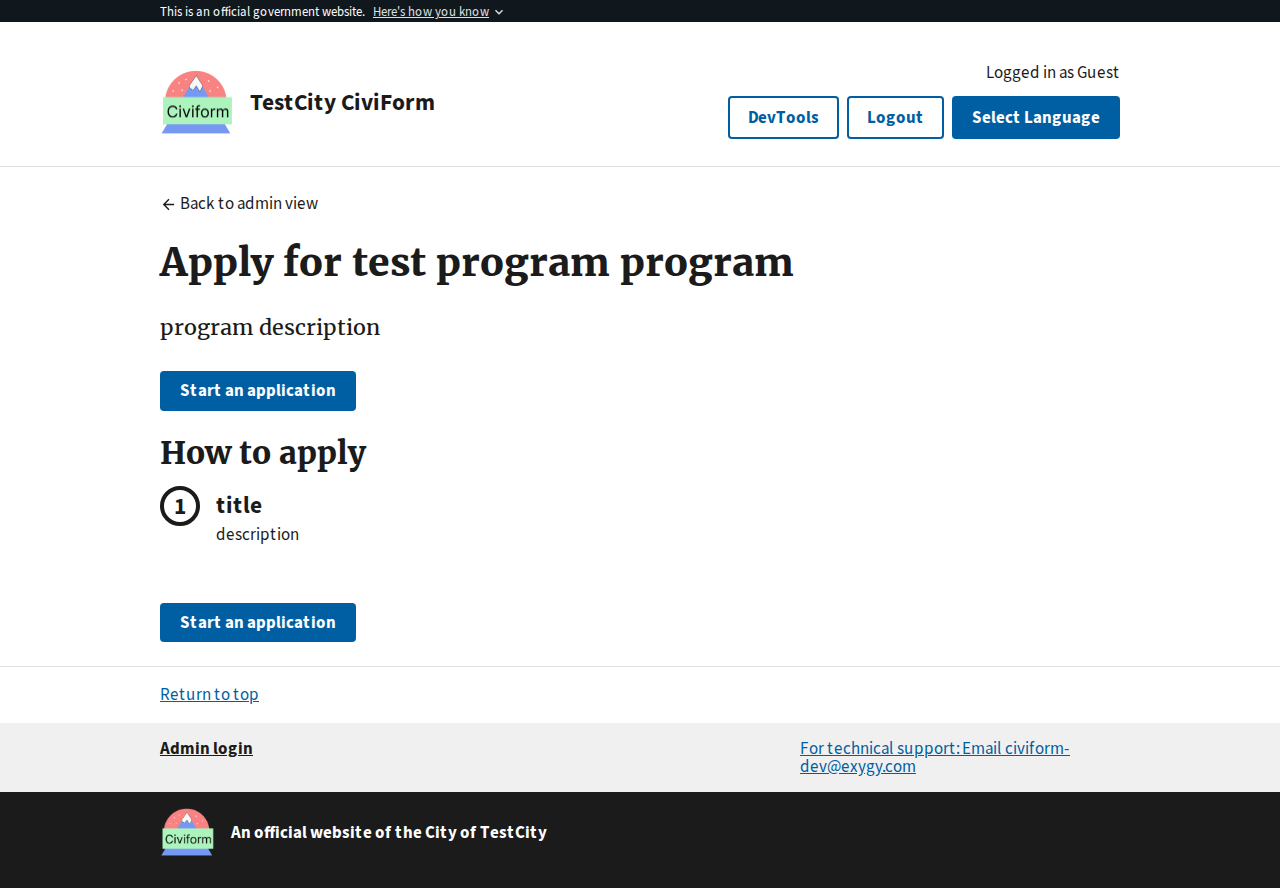 This is an official government website. Here's how you know
Logged in as Guest
Civiform
TestCity CiviForm
DevTools
Logout
Select Language
Back to admin view
Apply for test program program
program description
Start an application
How to apply
1
title
description
Start an application
Return to top
Admin login
For technical support: Email civiform-
dev@exygy.com
Civiform
An official website of the City of TestCity